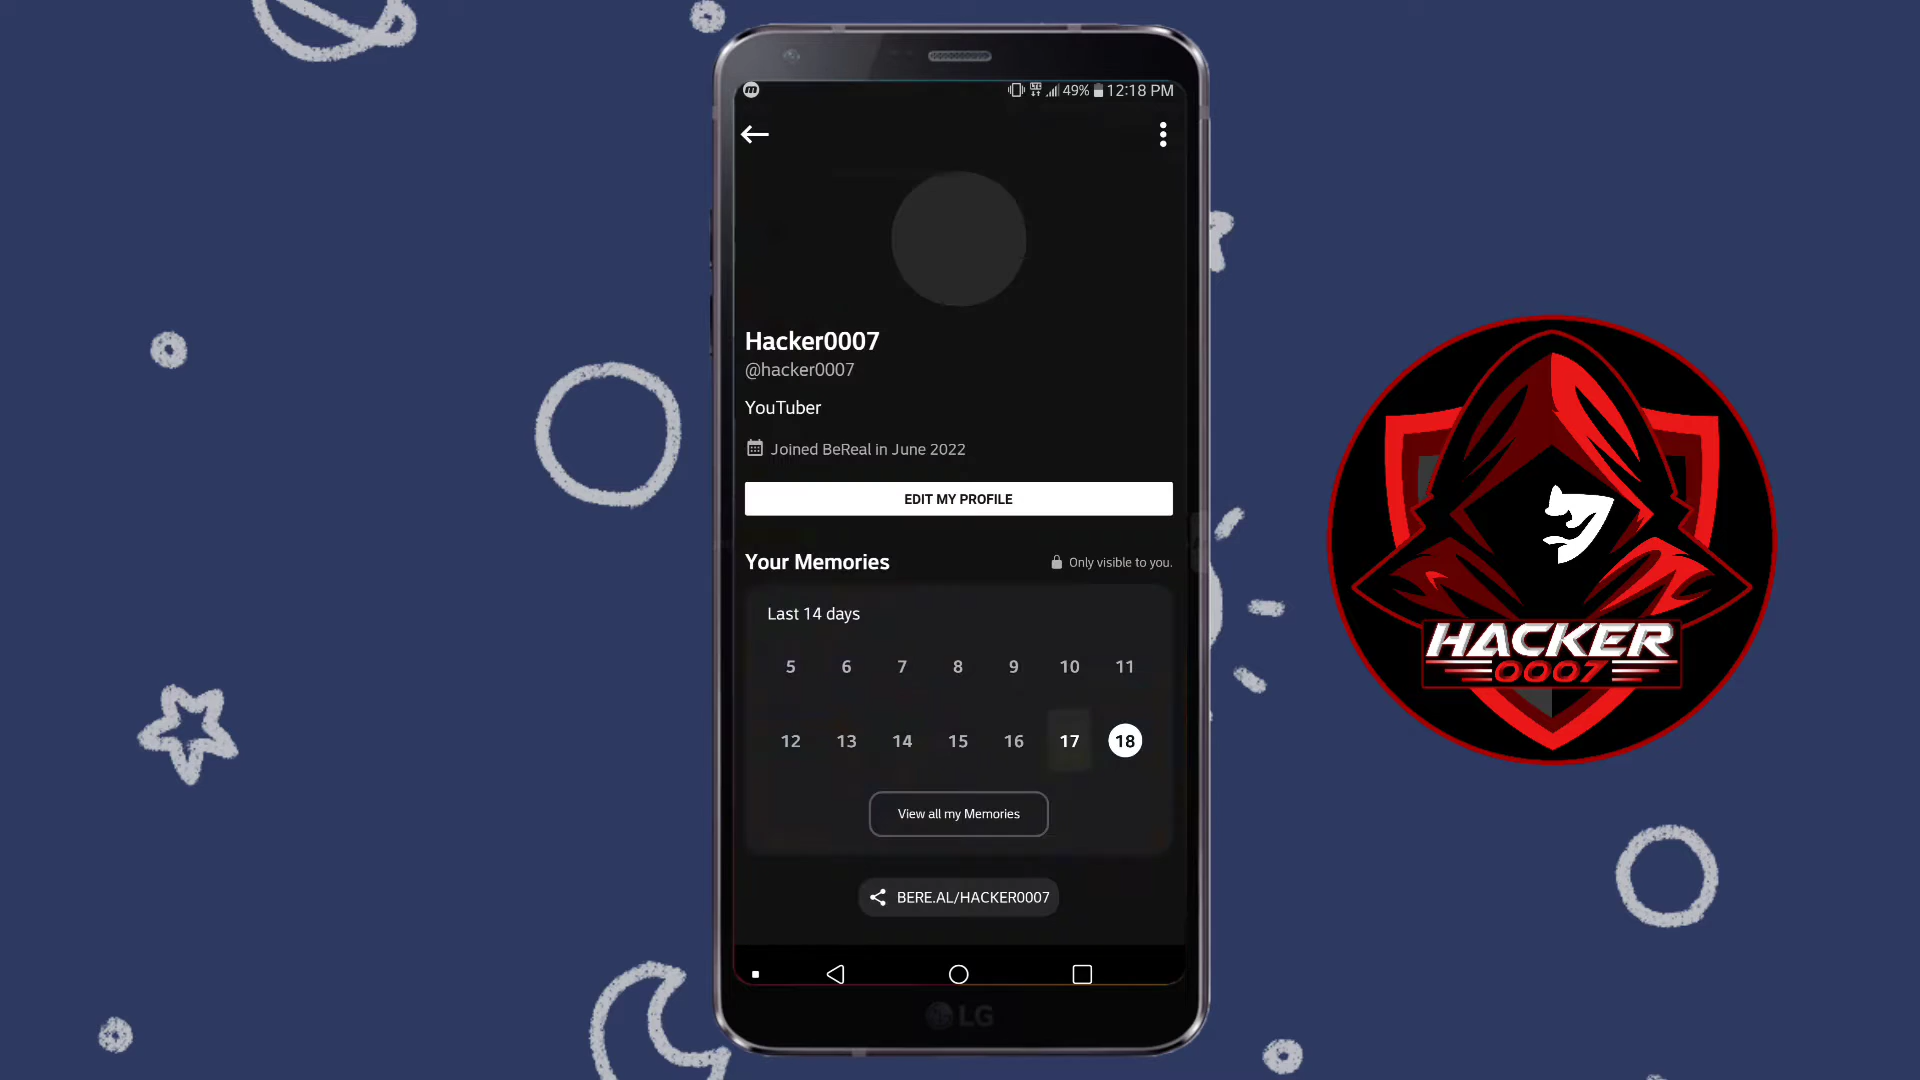 49% 12:18 PM
Hacker0007
@hacker0007
YouTuber
Joined BeReal in June 2022
EDIT MY PROFILE
Your Memories
Only visible to you.
Last 14 days
5 6 7 8 9 10 11
12 13 14 15 16 17 18
View all my Memories
BERE.AL/HACKER0007
LG
HACKER
0007